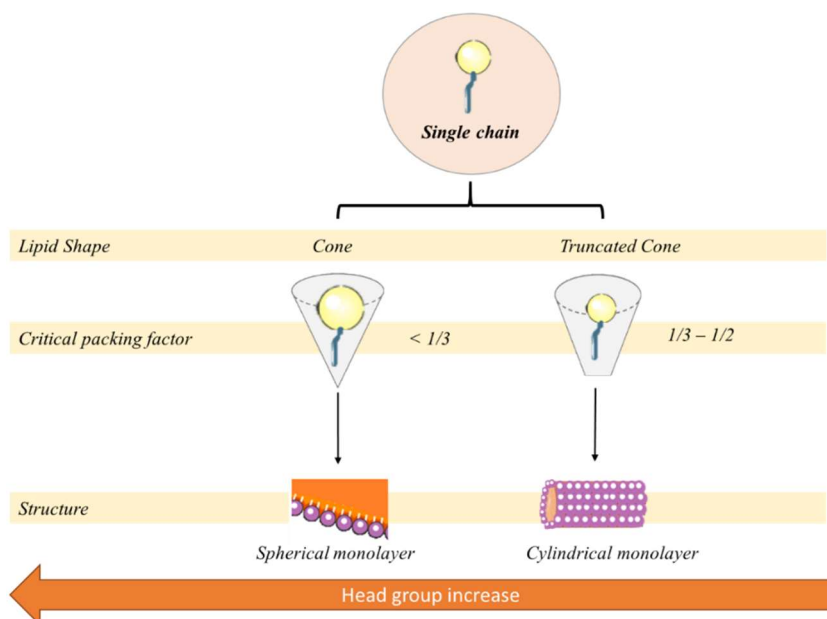 Single chain
Lipid Shape Cone Truncated Cone
Critical packing factor < 1/3 1/3 – 1/2
Structure
Spherical monolayer Cylindrical monolayer
Head group increase